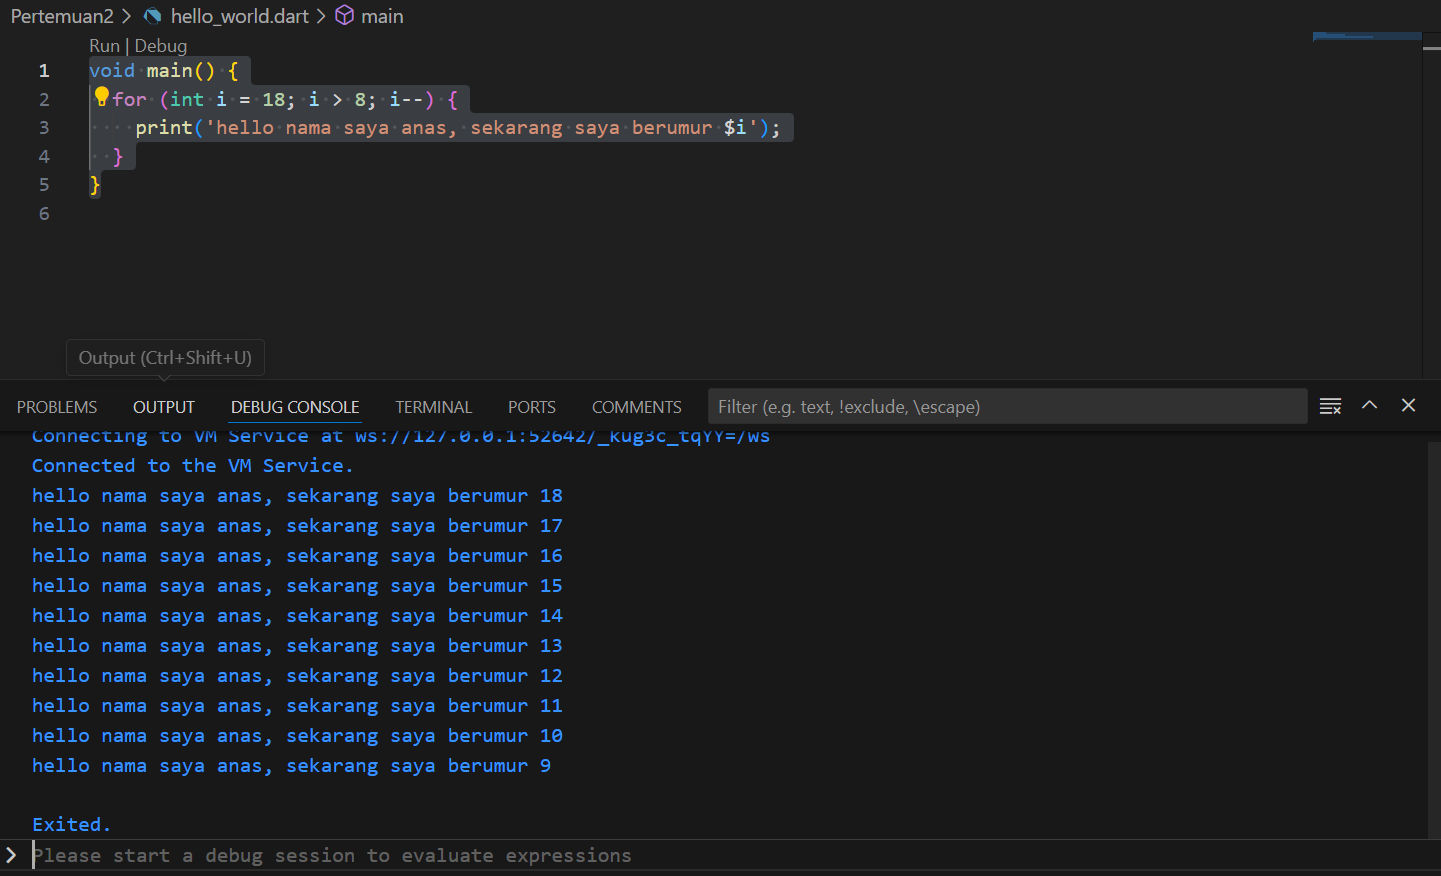 Pertemuan2 > hello_world.dart > main
Run | Debug
1 void main() {
2 for (int i = 18; i > 8; i--) {
3 print('hello nama saya anas, sekarang saya berumur $i');
4 }
5 }
6
Output (Ctrl+Shift+U)
PROBLEMS OUTPUT DEBUG CONSOLE TERMINAL PORTS COMMENTS Filter (e.g. text, !exclude, \escape)
Connecting to VM Service at ws://127.0.0.1:52642/_kug3c_tqYY=/ws
Connected to the VM Service.
hello nama saya anas, sekarang saya berumur 18
hello nama saya anas, sekarang saya berumur 17
hello nama saya anas, sekarang saya berumur 16
hello nama saya anas, sekarang saya berumur 15
hello nama saya anas, sekarang saya berumur 14
hello nama saya anas, sekarang saya berumur 13
hello nama saya anas, sekarang saya berumur 12
hello nama saya anas, sekarang saya berumur 11
hello nama saya anas, sekarang saya berumur 10
hello nama saya anas, sekarang saya berumur 9
Exited.
Please start a debug session to evaluate expressions